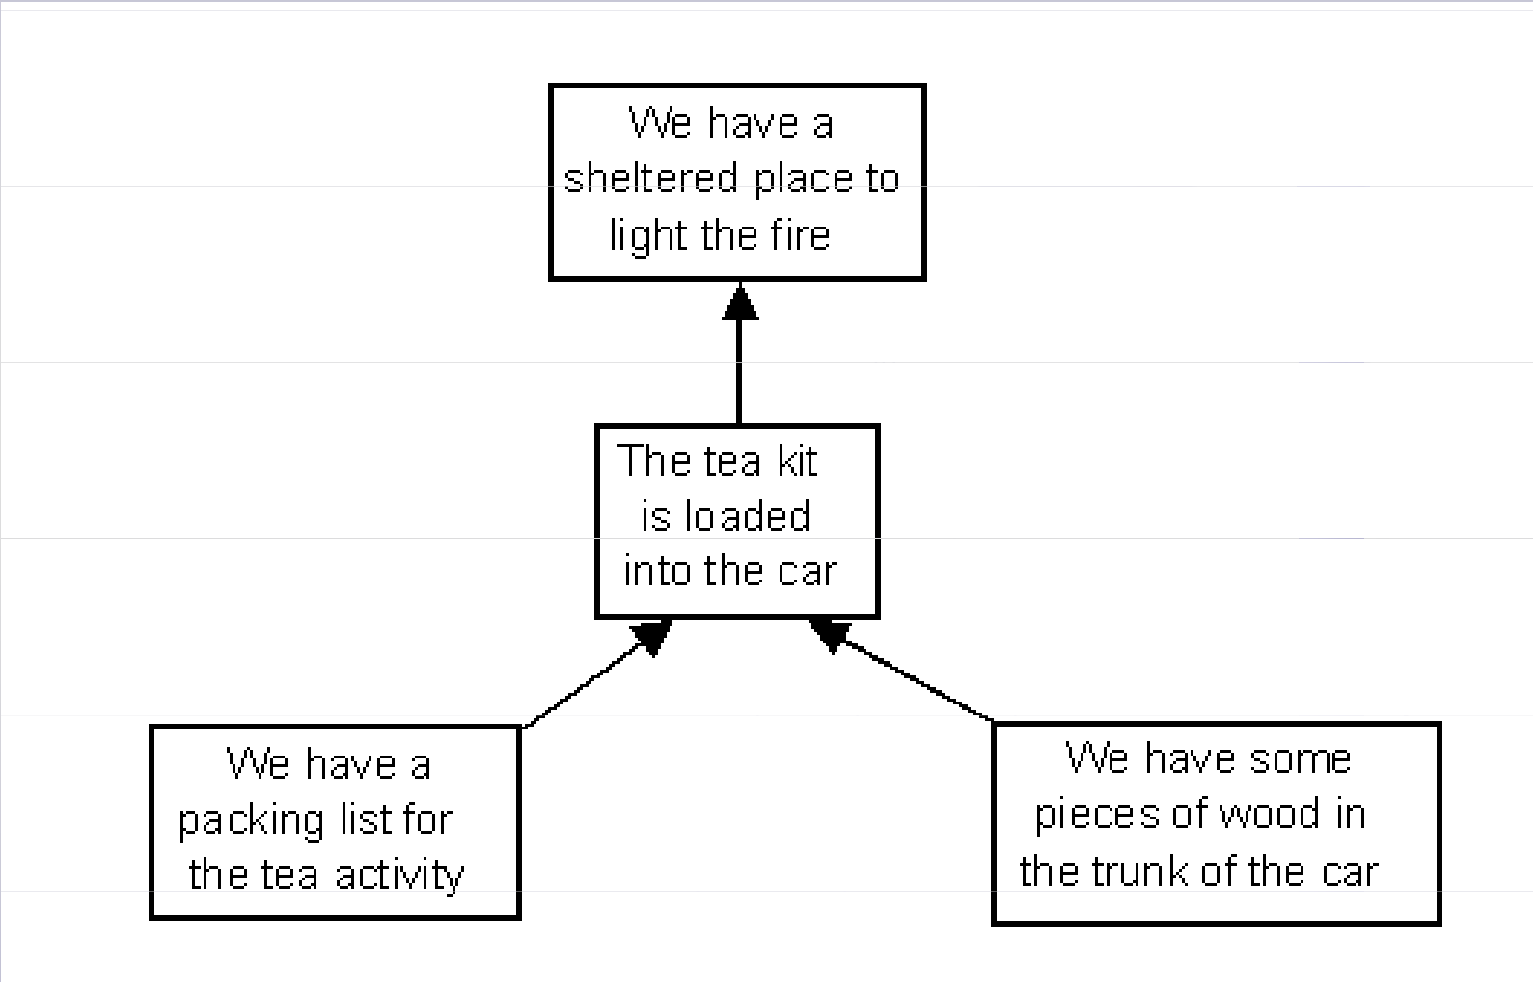 We have a
sheltered place to
light the fire
The tea kit
is loaded
into the car
We have a
packing list for
the tea activity
We have some
pieces of wood in
the trunk of the car